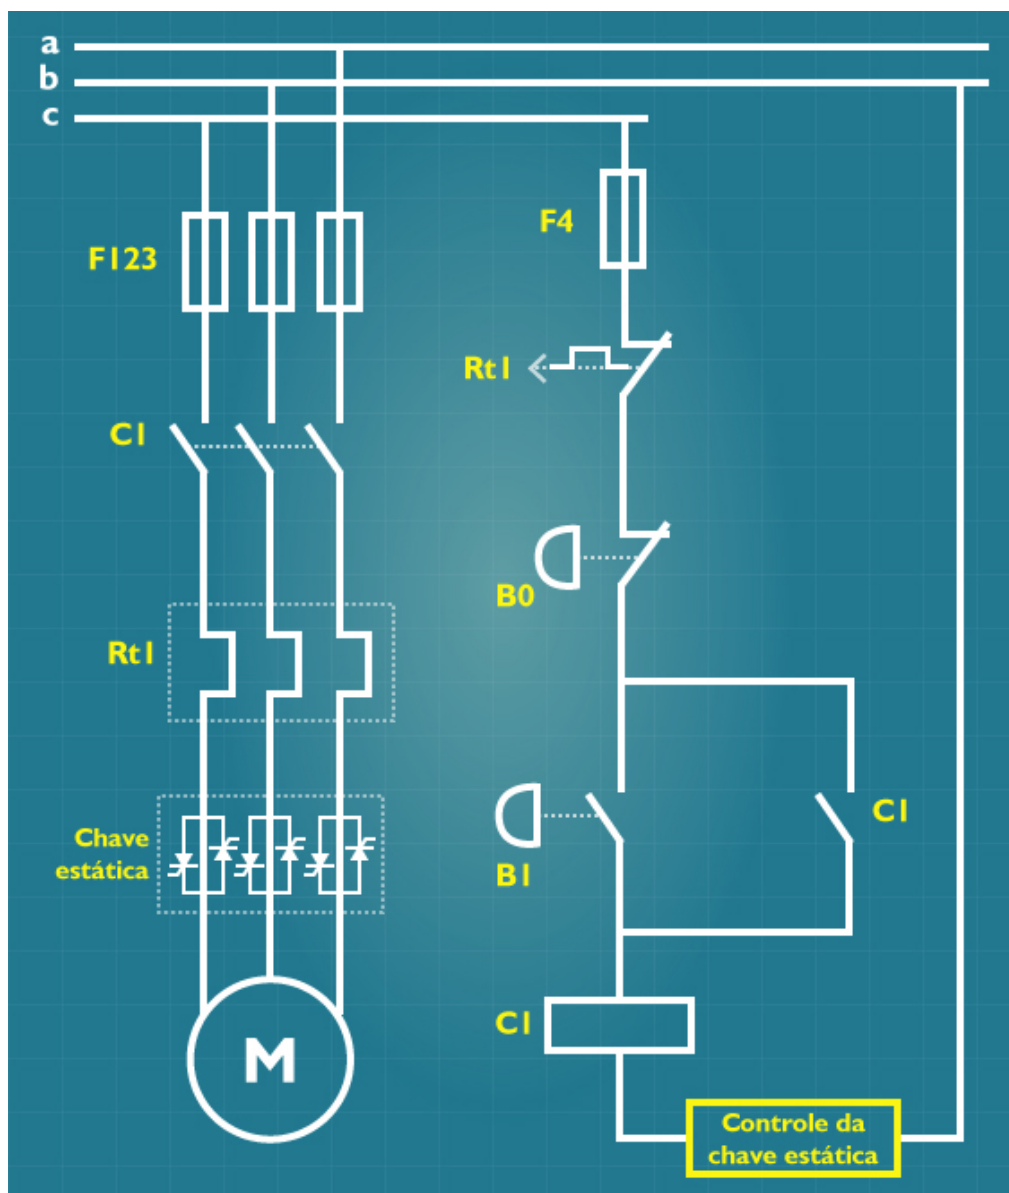 a
b
c
F123
F4
Rt1
C1
B0
Rt1
B1
C1
Chave
estática
C1
M
Controle da
chave estática